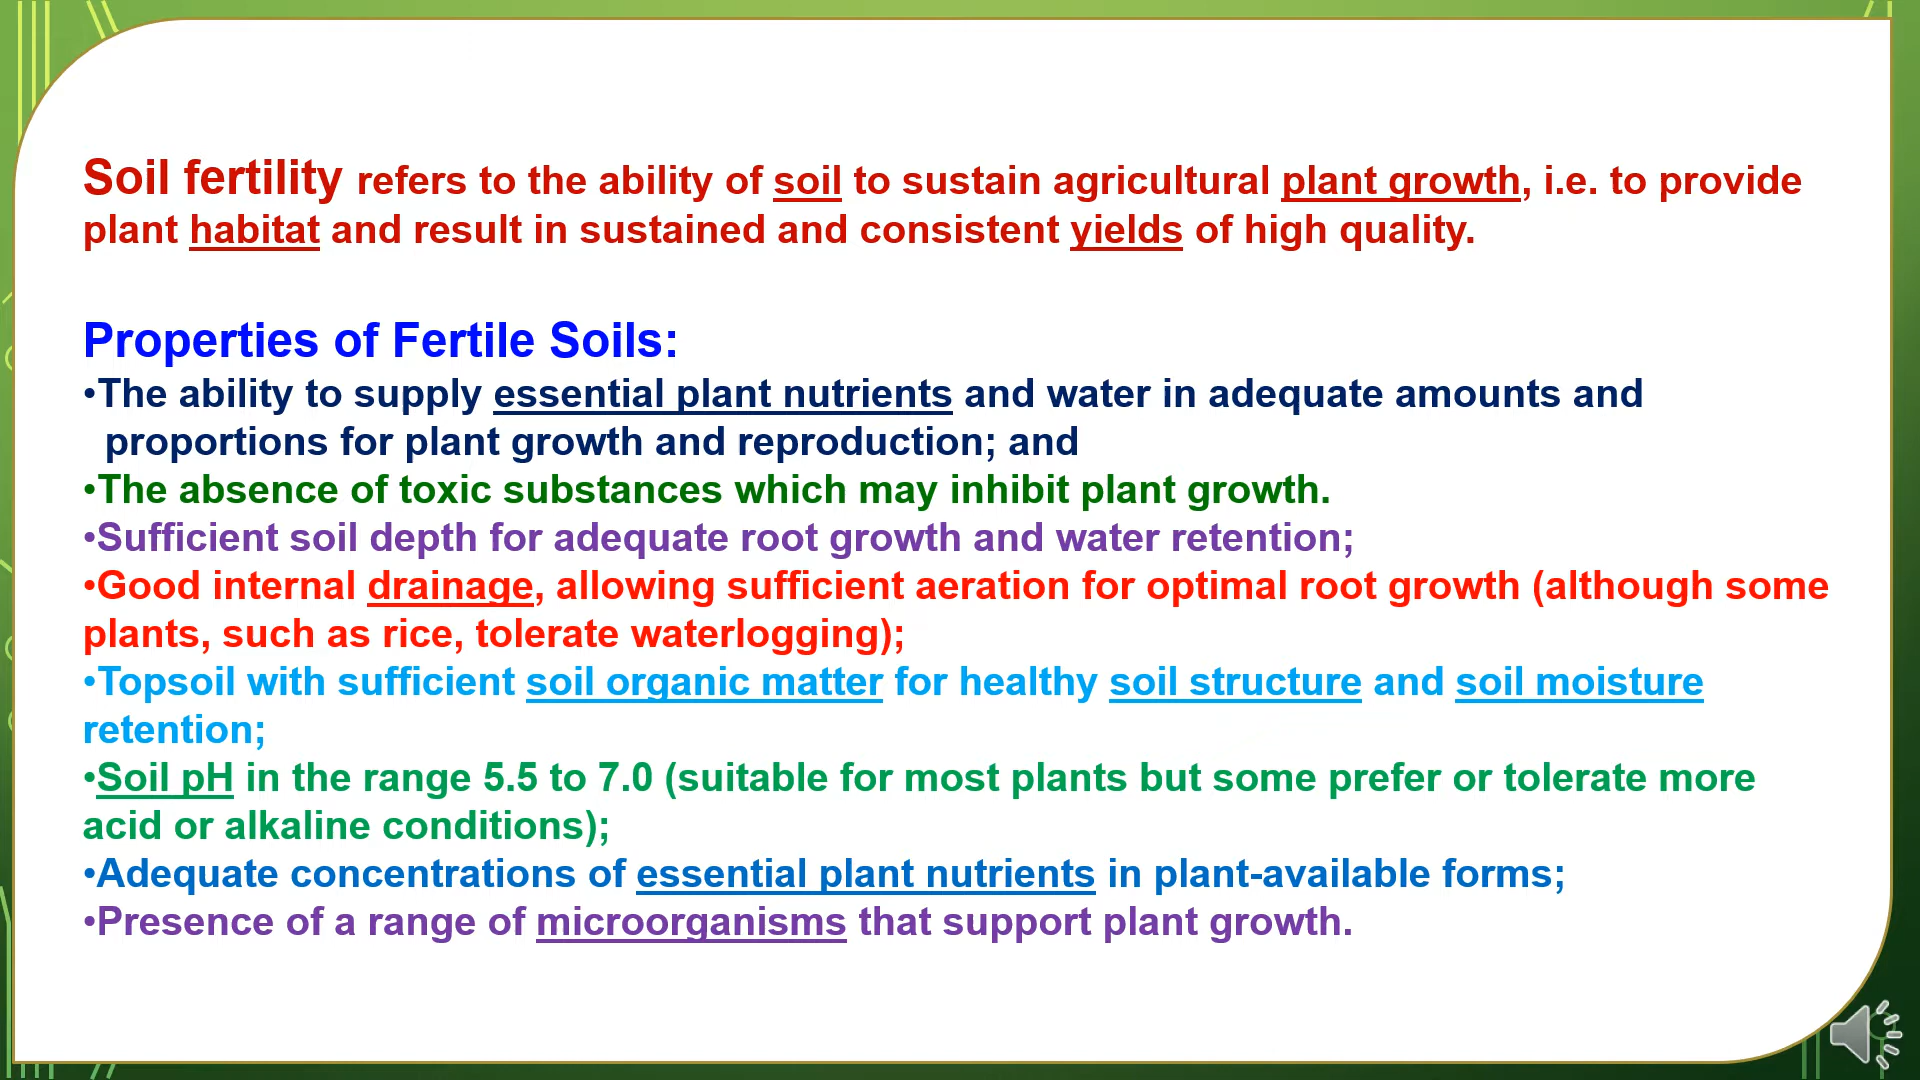 Soil fertility refers to the ability of soil to sustain agricultural plant growth, i.e. to provide
plant habitat and result in sustained and consistent yields of high quality.
Properties of Fertile Soils:
•The ability to supply essential plant nutrients and water in adequate amounts and
proportions for plant growth and reproduction; and
•The absence of toxic substances which may inhibit plant growth.
•Sufficient soil depth for adequate root growth and water retention;
•Good internal drainage, allowing sufficient aeration for optimal root growth (although some
plants, such as rice, tolerate waterlogging);
•Topsoil with sufficient soil organic matter for healthy soil structure and soil moisture
retention;
•Soil pH in the range 5.5 to 7.0 (suitable for most plants but some prefer or tolerate more
acid or alkaline conditions);
•Adequate concentrations of essential plant nutrients in plant-available forms;
•Presence of a range of microorganisms that support plant growth.